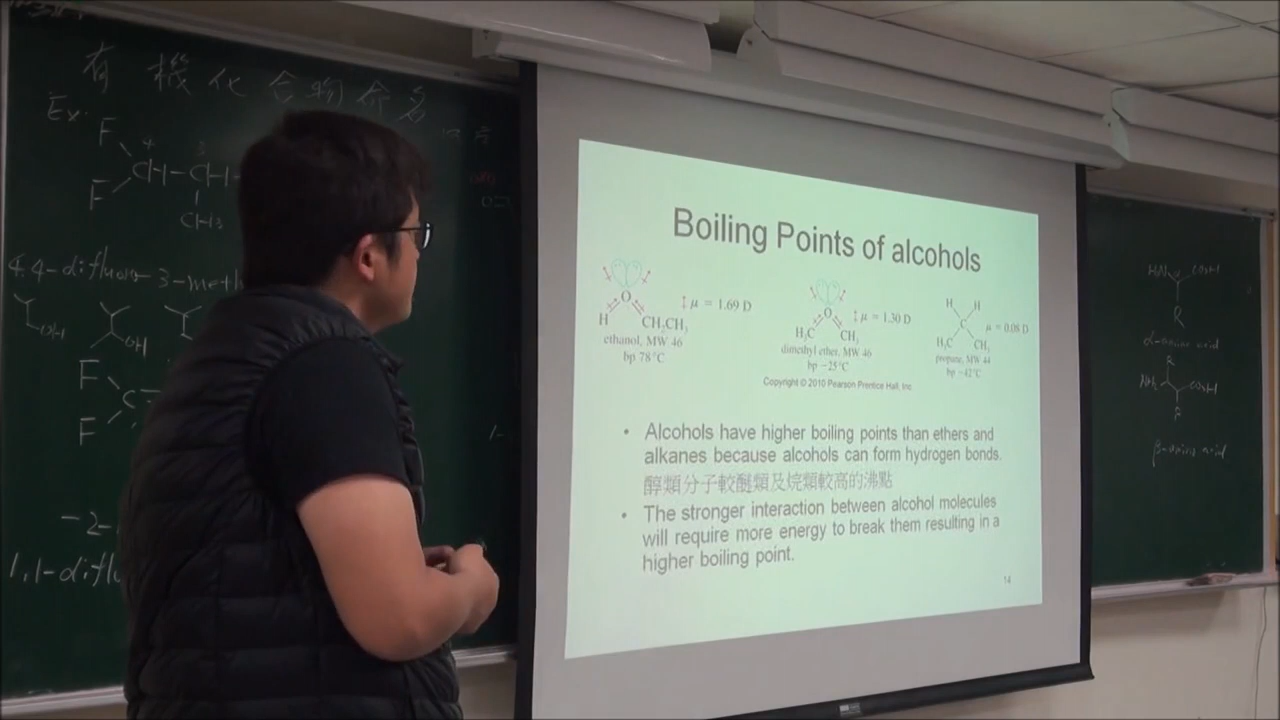 有機化合物命名
Ex:
F
CH-CH-
F
CH3
4.4-difluoro-3-meth
OH
OH
F
C
F
-2-
1,1-diflu
Boiling Points of alcohols
O
H
CH2CH3
μ = 1.69 D
ethanol, MW 46
bp 78°C
O
H3C
CH3
μ = 1.30 D
dimethyl ether, MW 46
bp −25°C
H
H
C
H3C
CH3
μ = 0.08 D
propane, MW 44
bp −42°C
Copyright © 2010 Pearson Prentice Hall, Inc.
• Alcohols have higher boiling points than ethers and
alkanes because alcohols can form hydrogen bonds.
醇類分子較醚類及烷類較高的沸點
• The stronger interaction between alcohol molecules
will require more energy to break them resulting in a
higher boiling point.
14
COOH
R
α-amino acid
R
NH2
COOH
R
β-amino acid